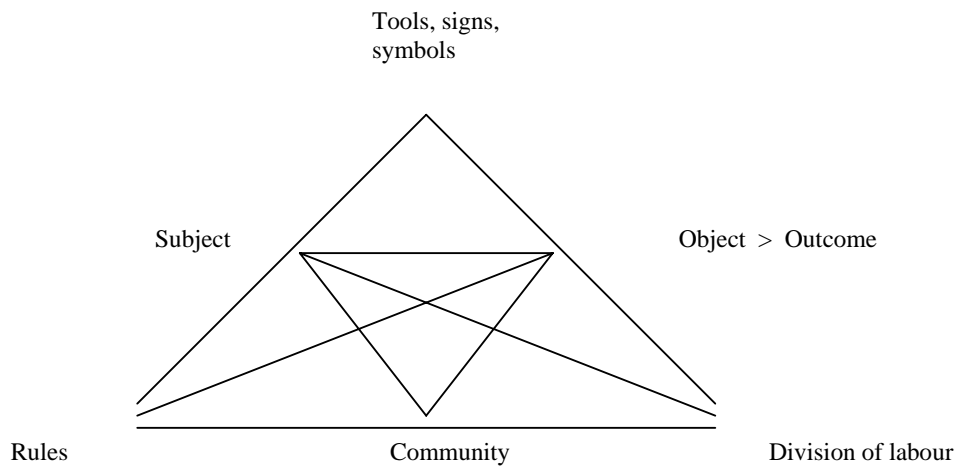 Tools, signs,
symbols
Subject
Object > Outcome
Rules
Community
Division of labour